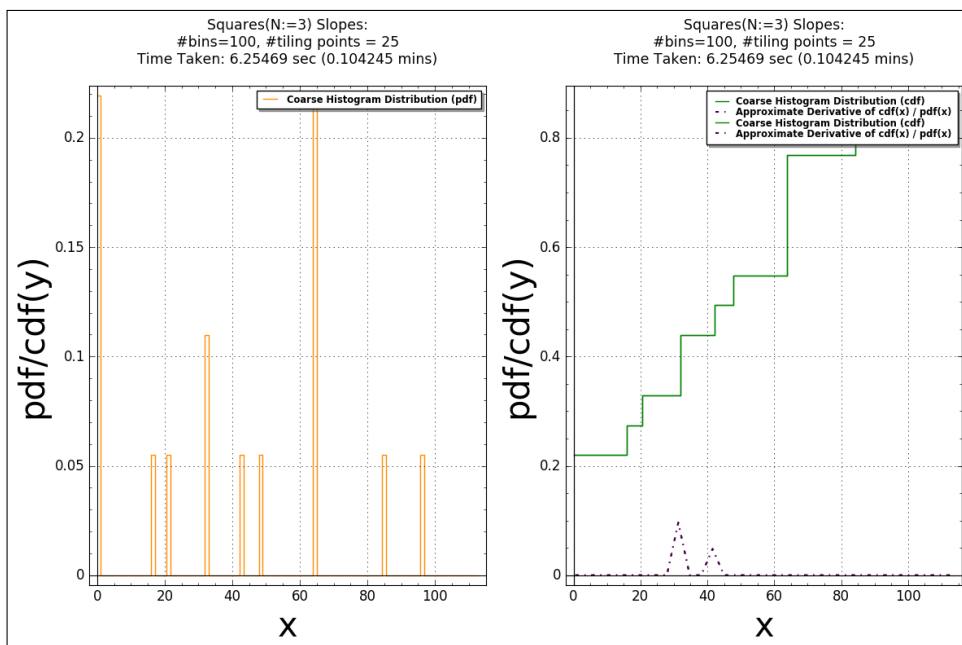 Squares(N:=3) Slopes:
#bins=100, #tiling points = 25
Time Taken: 6.25469 sec (0.104245 mins)
Coarse Histogram Distribution (pdf)
pdf/cdf(y)
0.2
0.15
0.1
0.05
0
0 20 40 60 80 100
x
Squares(N:=3) Slopes:
#bins=100, #tiling points = 25
Time Taken: 6.25469 sec (0.104245 mins)
Coarse Histogram Distribution (cdf)
Approximate Derivative of cdf(x) / pdf(x)
Coarse Histogram Distribution (cdf)
Approximate Derivative of cdf(x) / pdf(x)
pdf/cdf(y)
0.8
0.6
0.4
0.2
0
0 20 40 60 80 100
x